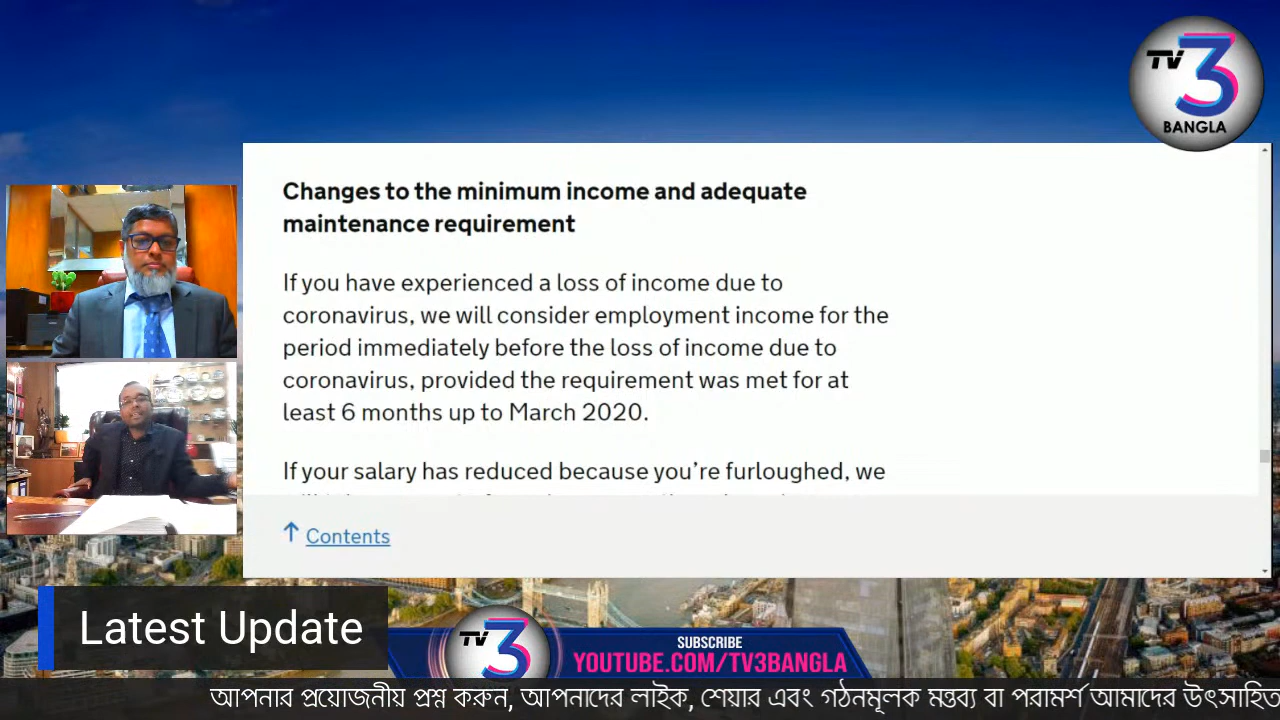 TV3
BANGLA
Changes to the minimum income and adequate
maintenance requirement
If you have experienced a loss of income due to
coronavirus, we will consider employment income for the
period immediately before the loss of income due to
coronavirus, provided the requirement was met for at
least 6 months up to March 2020.
If your salary has reduced because you’re furloughed, we
↑ Contents
Latest Update
TV3
SUBSCRIBE
YOUTUBE.COM/TV3BANGLA
আপনার প্রয়োজনীয় প্রশ্ন করুন, আপনাদের লাইক, শেয়ার এবং গঠনমূলক মন্তব্য বা পরামর্শ আমাদের উৎসাহিত